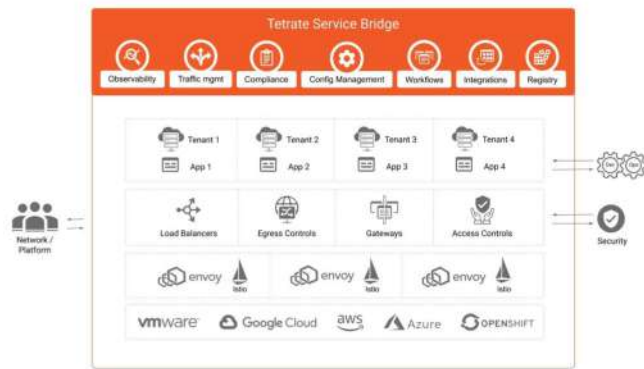 Tetrate Service Bridge
Observability Traffic mgmt Compliance Config Management Workflows Integrations Registry
Tenant 1 Tenant 2 Tenant 3 Tenant 4
App 1 App 2 App 3 App 4
Dev Ops
Load Balancers Egress Controls Gateways Access Controls
Network /
Platform
Security
envoy Istio envoy Istio envoy Istio
vmware Google Cloud aws Azure OPENSHIFT